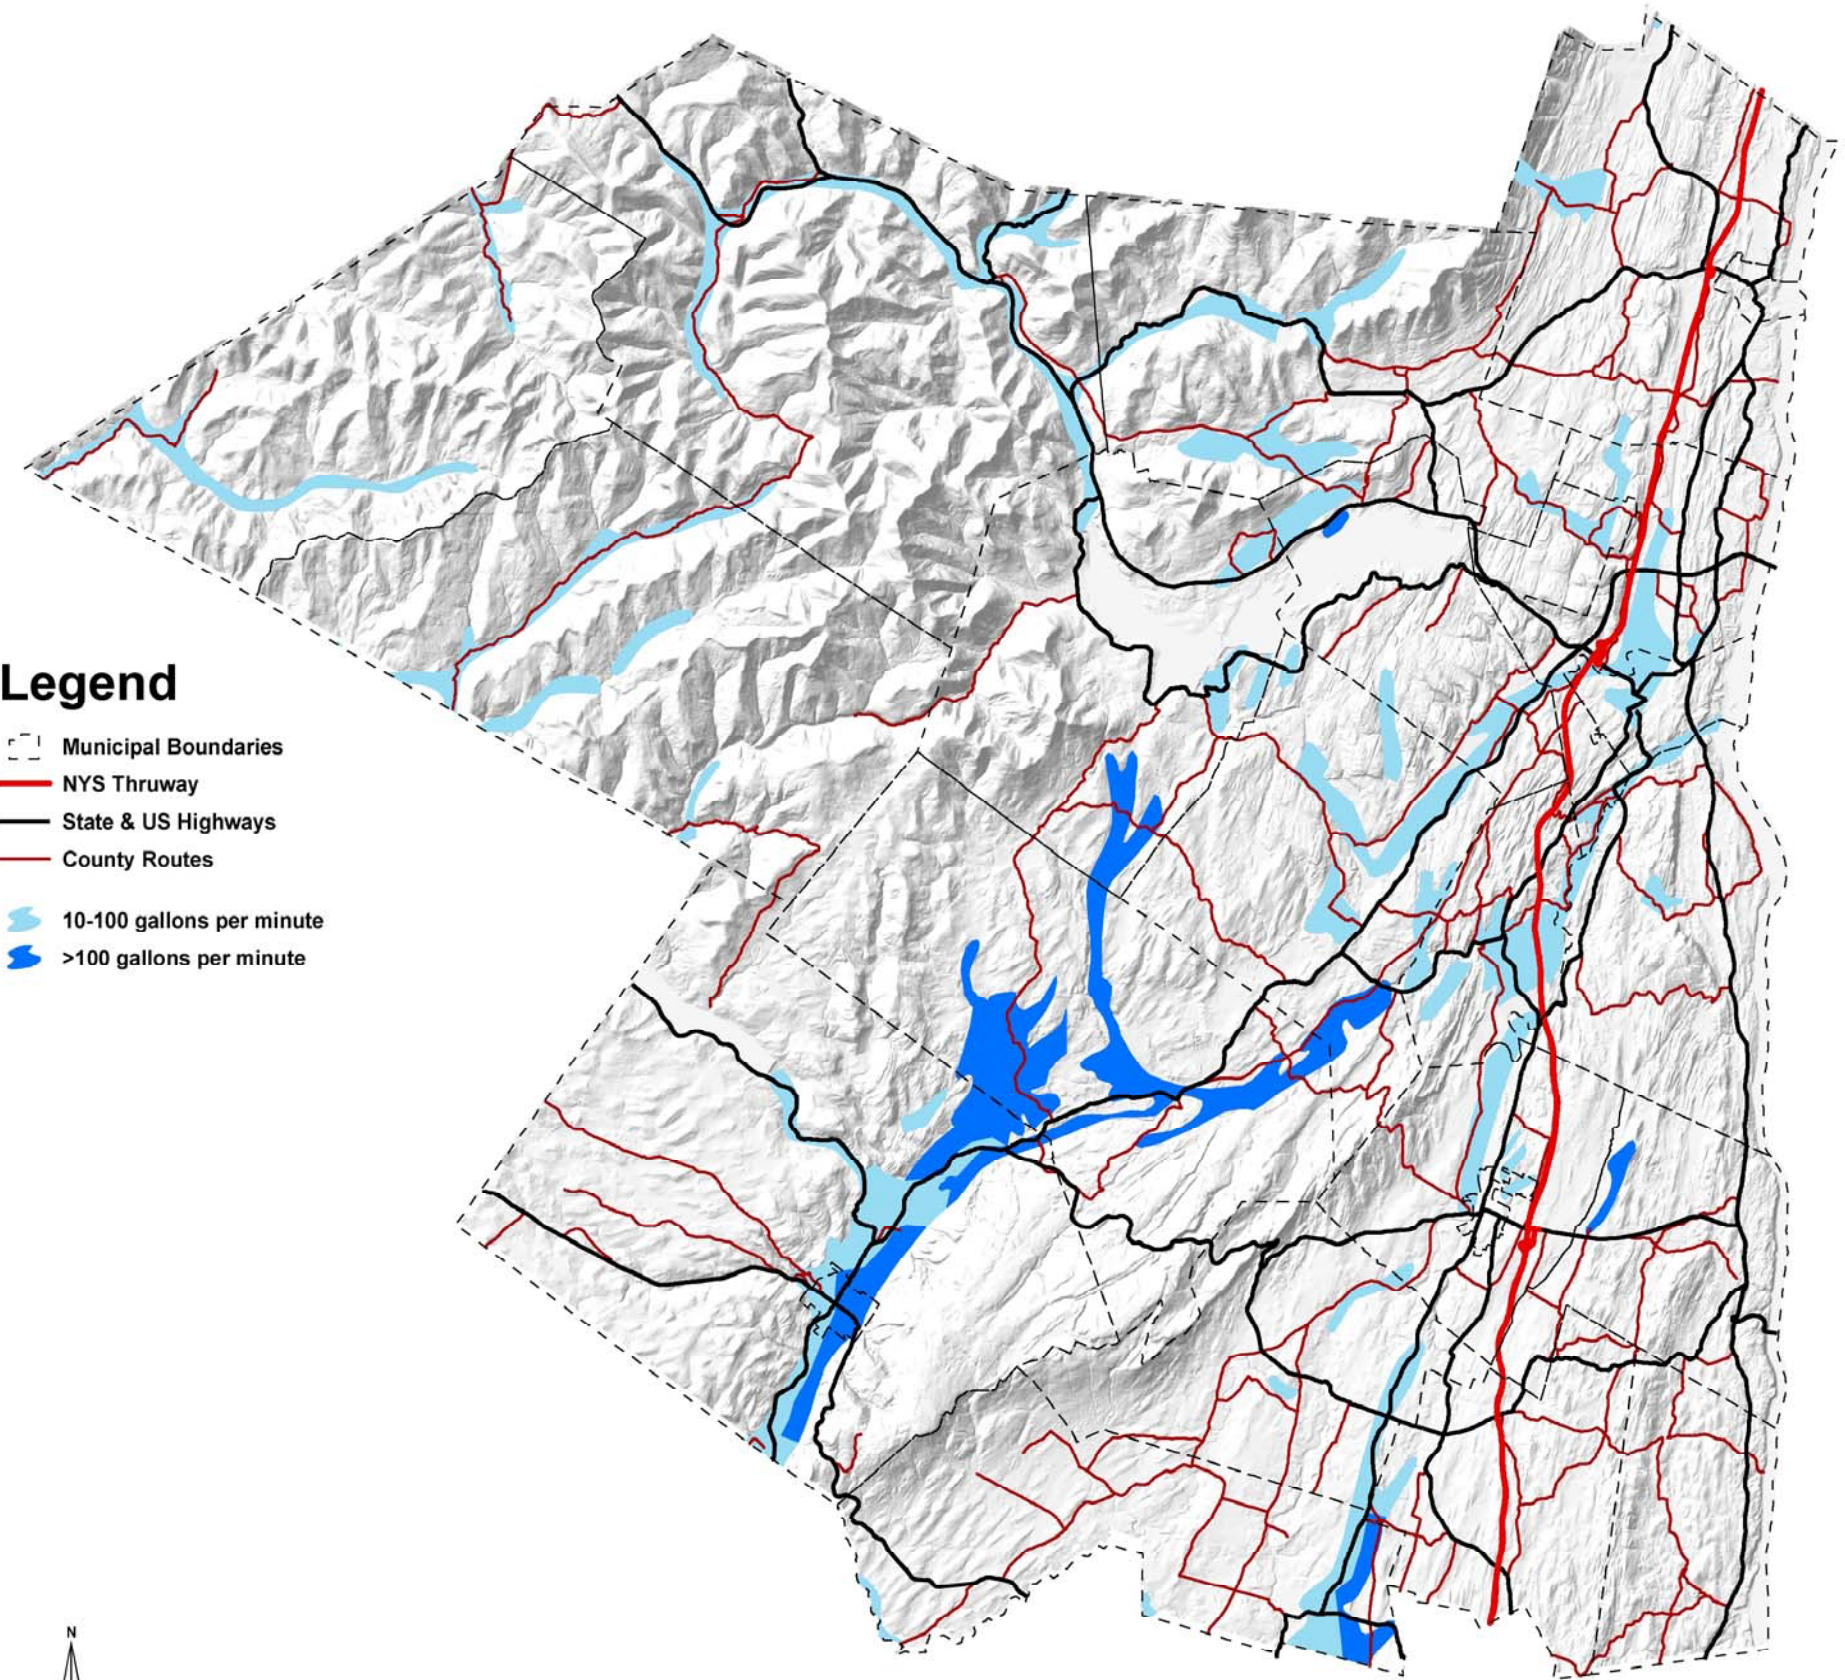 Legend
Municipal Boundaries
NYS Thruway
State & US Highways
County Routes
10-100 gallons per minute
>100 gallons per minute
N